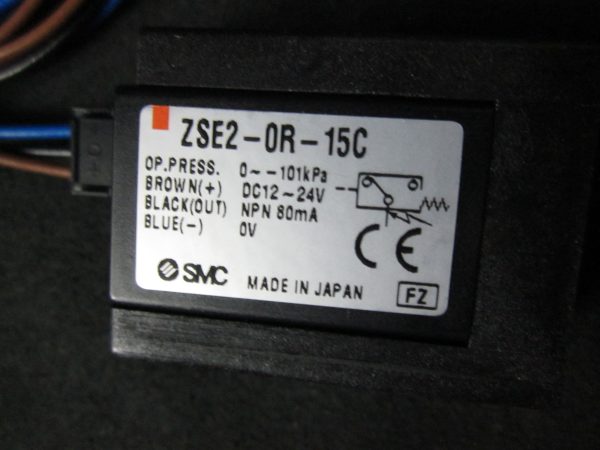 ZSE2-0R-15C
OP.PRESS. 0~-101kPa
BROWN(+) DC12~24V
BLACK(OUT) NPN 80mA
BLUE(-) 0V
CE
SMC MADE IN JAPAN FZ